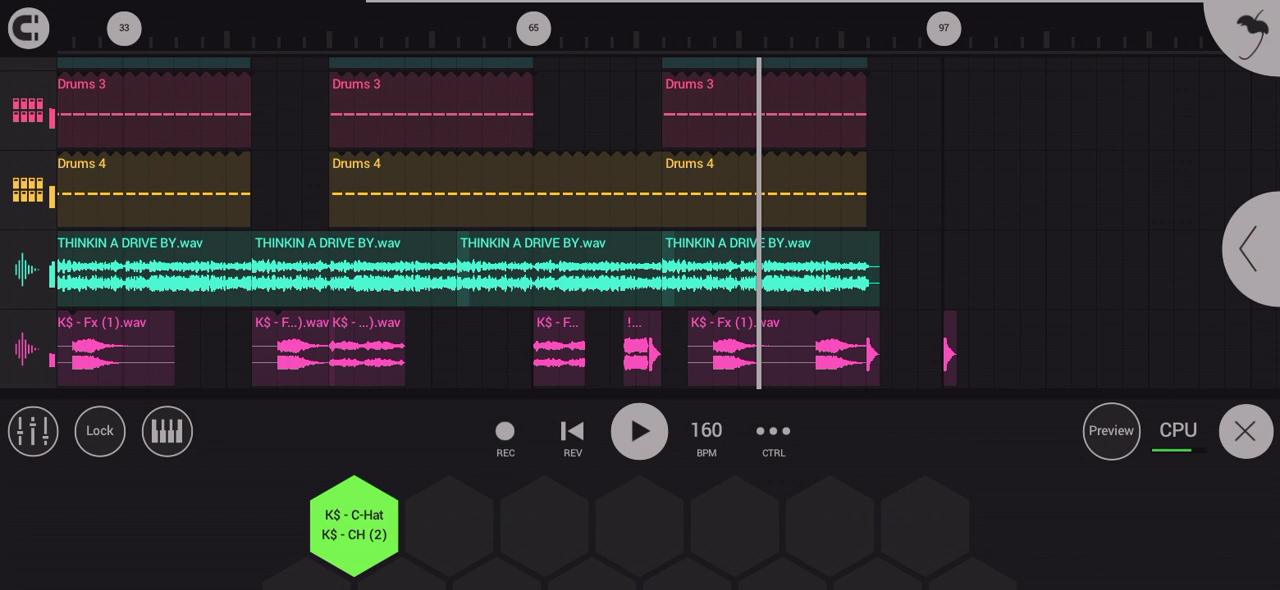 33
65
97
Drums 3
Drums 3
Drums 3
Drums 4
Drums 4
Drums 4
THINKIN A DRIVE BY.wav
THINKIN A DRIVE BY.wav
THINKIN A DRIVE BY.wav
THINKIN A DRIVE BY.wav
K$ - Fx (1).wav
K$ - F...).wav
K$ - ...).wav
K$ - F...
!...
K$ - Fx (1).wav
Lock
REC
REV
160
BPM
CTRL
Preview
CPU
K$ - C-Hat
K$ - CH (2)